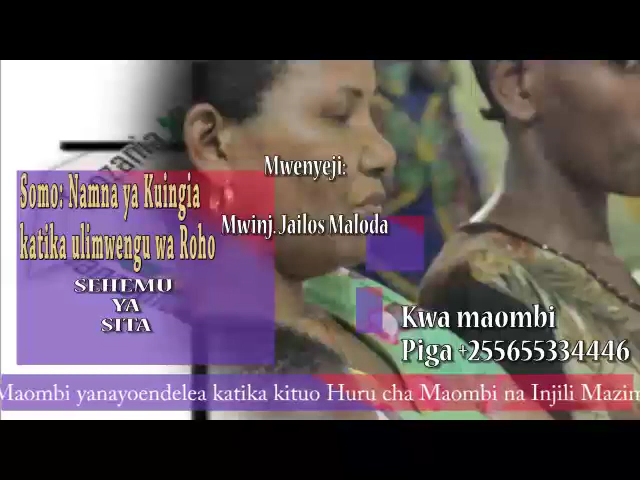 Somo: Namna ya Kuingia
katika ulimwengu wa Roho
SEHEMU
YA
SITA
Mwenyeji:
Mwinj. Jailos Maloda
Kwa maombi
Piga +255655334446
Maombi yanayoendelea katika kituo Huru cha Maombi na Injili Mazim